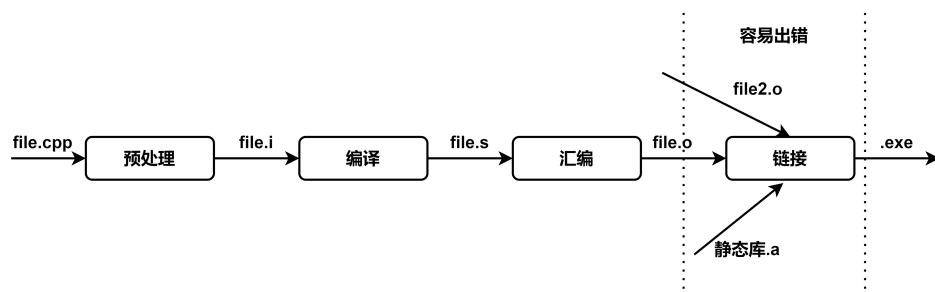 容易出错
file2.o
file.cpp
预处理
file.i
编译
file.s
汇编
file.o
链接
.exe
静态库.a